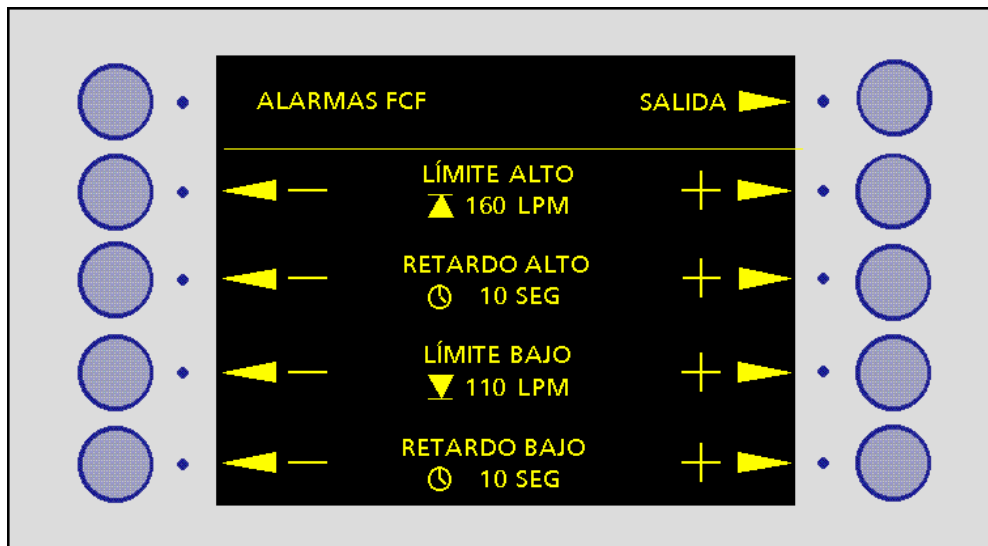 ALARMAS FCF
SALIDA
LÍMITE ALTO
160 LPM
RETARDO ALTO
10 SEG
LÍMITE BAJO
110 LPM
RETARDO BAJO
10 SEG